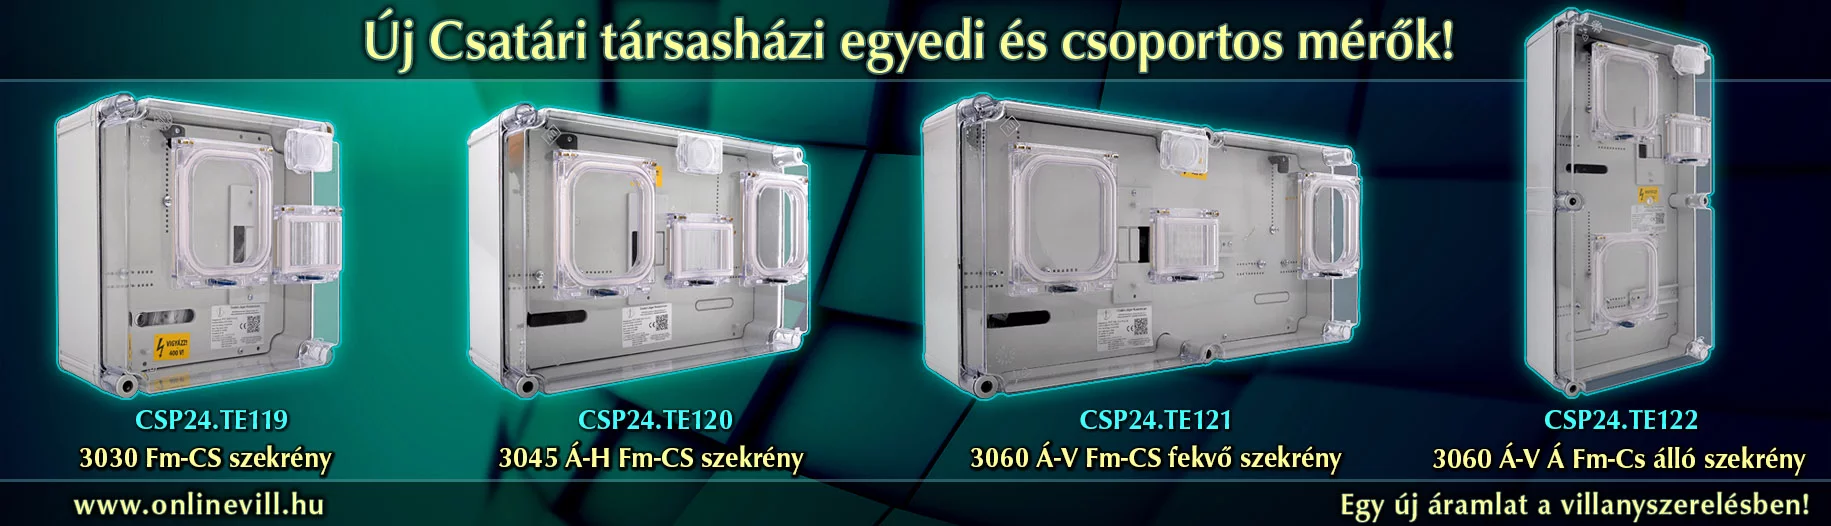 Új Csatári társasházi egyedi és csoportos mérők!
VIGYÁZZ!
400 V!
CSP24.TE119
3030 Fm-CS szekrény
CSP24.TE120
3045 Á-H Fm-CS szekrény
CSP24.TE121
3060 Á-V Fm-CS fekvő szekrény
CSP24.TE122
3060 Á-V Á Fm-Cs álló szekrény
www.onlinevill.hu
Egy új áramlat a villanyszerelésben!